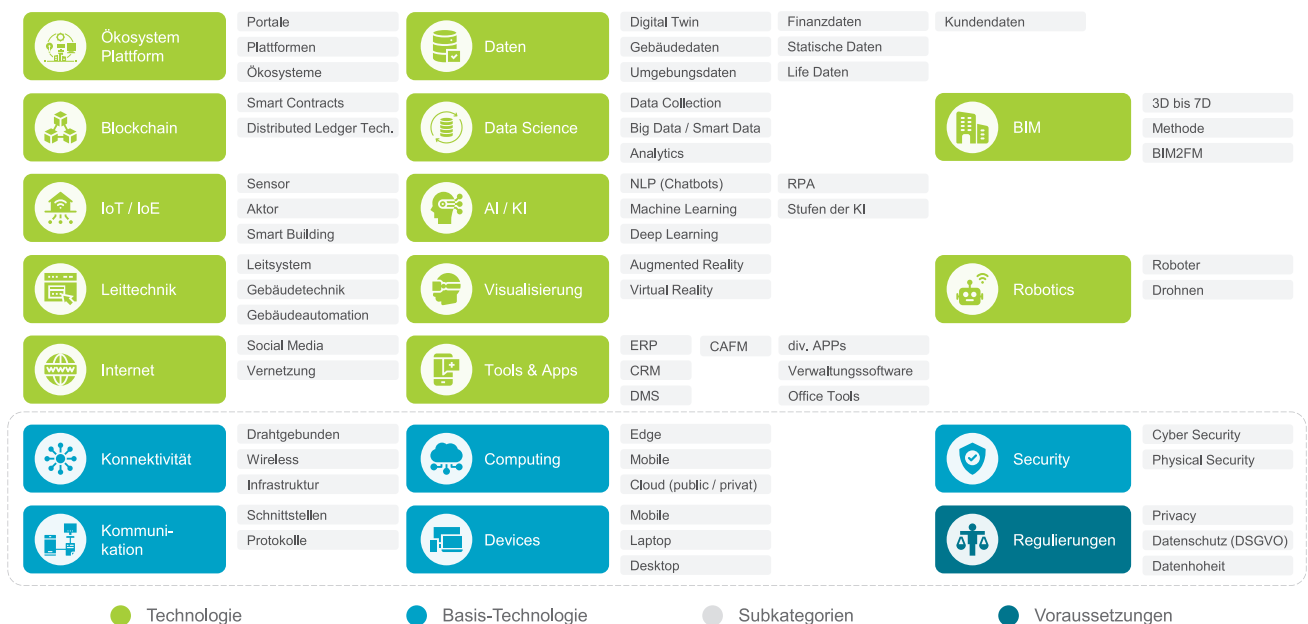 Ökosystem
Plattform
Portale
Plattformen
Ökosysteme
Daten
Digital Twin
Gebäudedaten
Umgebungsdaten
Finanzdaten
Statische Daten
Life Daten
Kundendaten
Blockchain
Smart Contracts
Distributed Ledger Tech.
Data Science
Data Collection
Big Data / Smart Data
Analytics
BIM
3D bis 7D
Methode
BIM2FM
IoT / IoE
Sensor
Aktor
Smart Building
AI / KI
NLP (Chatbots)
Machine Learning
Deep Learning
RPA
Stufen der KI
Leittechnik
Leitsystem
Gebäudetechnik
Gebäudeautomation
Visualisierung
Augmented Reality
Virtual Reality
Robotics
Roboter
Drohnen
WWW
Internet
Social Media
Vernetzung
Tools & Apps
ERP
CRM
DMS
CAFM
div. APPs
Verwaltungssoftware
Office Tools
Konnektivität
Drahtgebunden
Wireless
Infrastruktur
Computing
Edge
Mobile
Cloud (public / privat)
Security
Cyber Security
Physical Security
Kommuni-
kation
Schnittstellen
Protokolle
Devices
Mobile
Laptop
Desktop
Regulierungen
Privacy
Datenschutz (DSGVO)
Datenhoheit
Technologie
Basis-Technologie
Subkategorien
Voraussetzungen